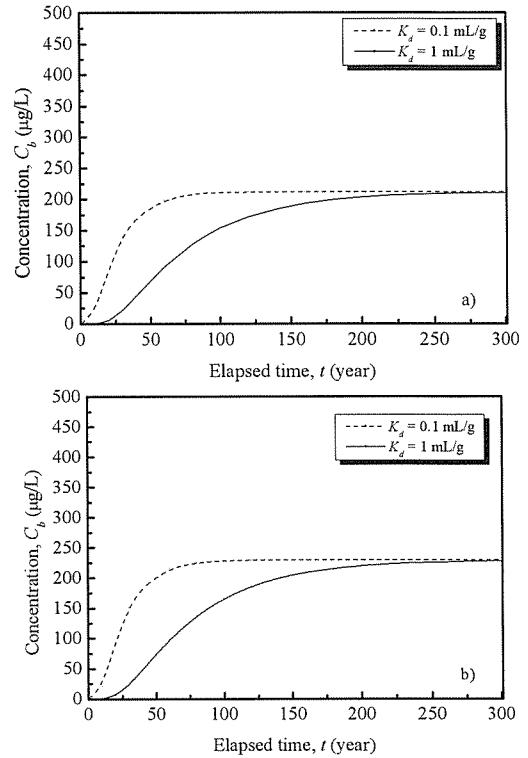 500
450
400
350
300
250
200
150
100
50
0
Concentration, C_b (μg/L)
K_d = 0.1 mL/g
K_d = 1 mL/g
a)
0 50 100 150 200 250 300
Elapsed time, t (year)
500
450
400
350
300
250
200
150
100
50
0
Concentration, C_b (μg/L)
K_d = 0.1 mL/g
K_d = 1 mL/g
b)
0 50 100 150 200 250 300
Elapsed time, t (year)